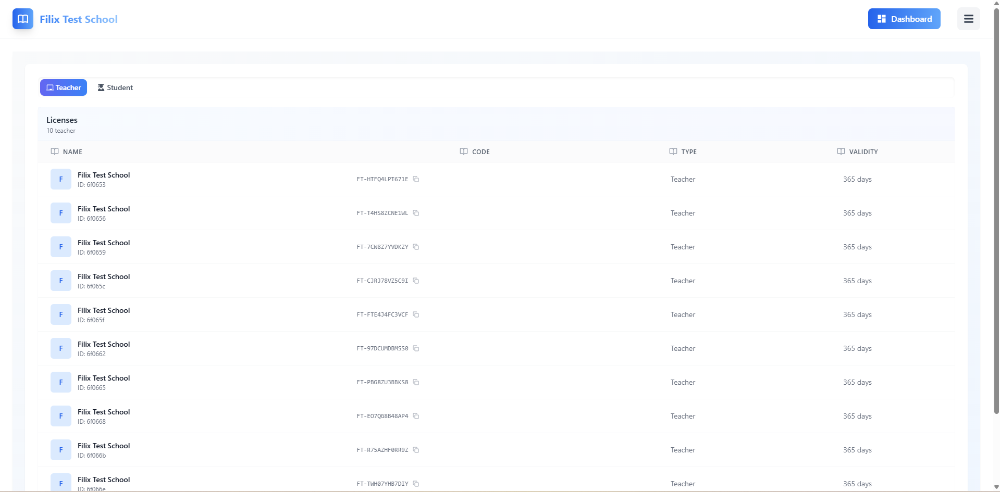 Filix Test School
Dashboard
Teacher
Student
Licenses
10 teacher
NAME CODE TYPE VALIDITY
F
Filix Test School
ID: 6f0653
FT-HTFQ4LPT671E
Teacher
365 days
F
Filix Test School
ID: 6f0656
FT-T4HS8ZCNE1WL
Teacher
365 days
F
Filix Test School
ID: 6f0659
FT-7CW8Z7YVDKZY
Teacher
365 days
F
Filix Test School
ID: 6f065c
FT-CJRJ78VZ5C9I
Teacher
365 days
F
Filix Test School
ID: 6f065f
FT-FTE4J4FC3VCF
Teacher
365 days
F
Filix Test School
ID: 6f0662
FT-97DCUMDBMSS0
Teacher
365 days
F
Filix Test School
ID: 6f0665
FT-PBG8ZU3BBKS8
Teacher
365 days
F
Filix Test School
ID: 6f0668
FT-EO7QG8B48AP4
Teacher
365 days
F
Filix Test School
ID: 6f066b
FT-R75AZHF0RR9Z
Teacher
365 days
F
Filix Test School
ID: 6f066e
FT-TWH07YHB7DIY
Teacher
365 days